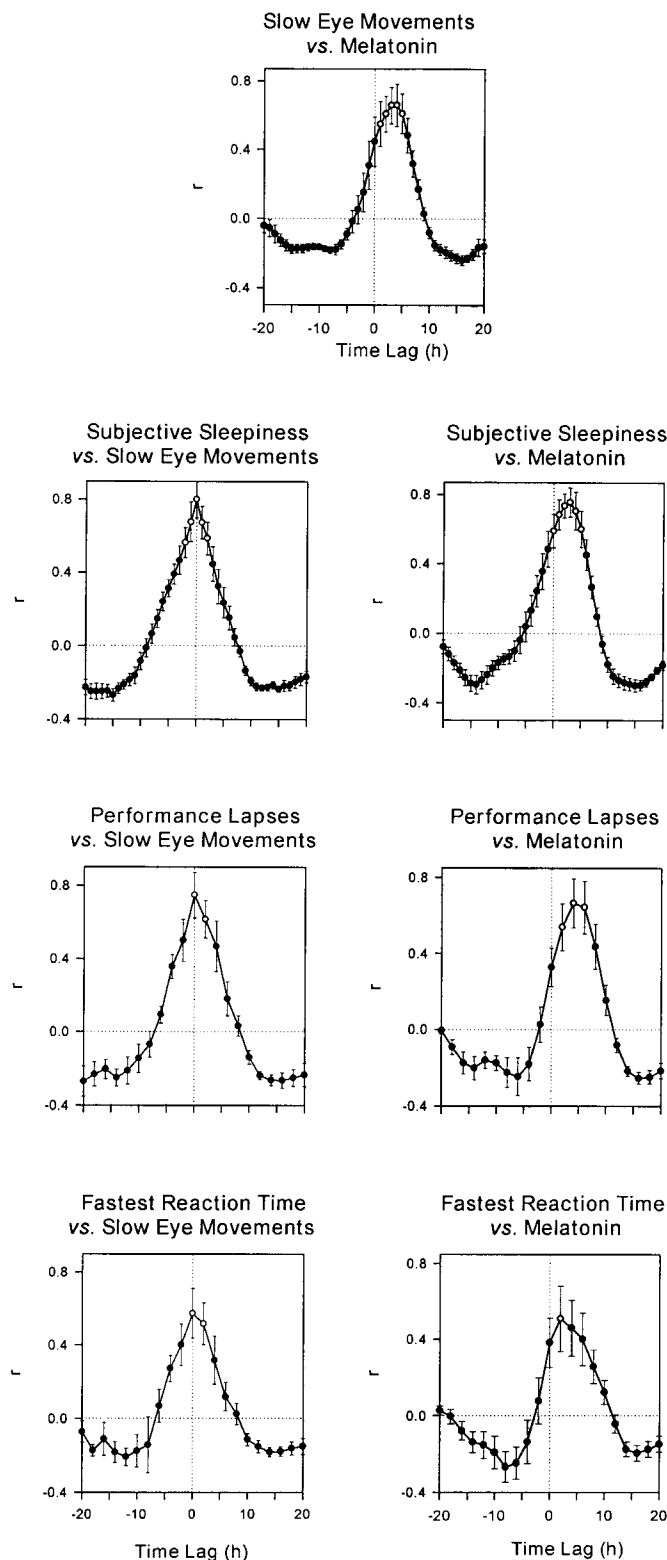 Slow Eye Movements
vs. Melatonin
0.8
0.4
0.0
-0.4
r
-20 -10 0 10 20
Time Lag (h)
Subjective Sleepiness
vs. Slow Eye Movements
0.8
0.4
0.0
-0.4
r
Subjective Sleepiness
vs. Melatonin
0.8
0.4
0.0
-0.4
r
Performance Lapses
vs. Slow Eye Movements
0.8
0.4
0.0
-0.4
r
Performance Lapses
vs. Melatonin
0.8
0.4
0.0
-0.4
r
Fastest Reaction Time
vs. Slow Eye Movements
0.8
0.4
0.0
-0.4
r
-20 -10 0 10 20
Time Lag (h)
Fastest Reaction Time
vs. Melatonin
0.8
0.4
0.0
-0.4
r
-20 -10 0 10 20
Time Lag (h)